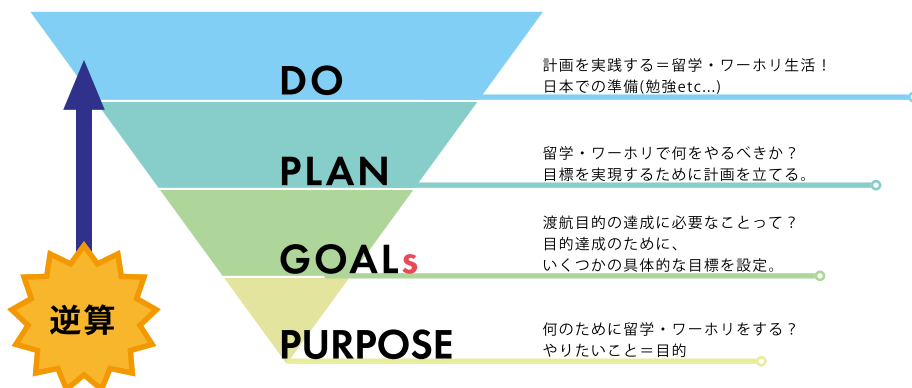 DO
計画を実践する＝留学・ワーホリ生活！
日本での準備(勉強etc...)
PLAN
留学・ワーホリで何をやるべきか？
目標を実現するために計画を立てる。
GOALs
渡航目的の達成に必要なことって？
目的達成のために、
いくつかの具体的な目標を設定。
逆算
PURPOSE
何のために留学・ワーホリをする？
やりたいこと＝目的